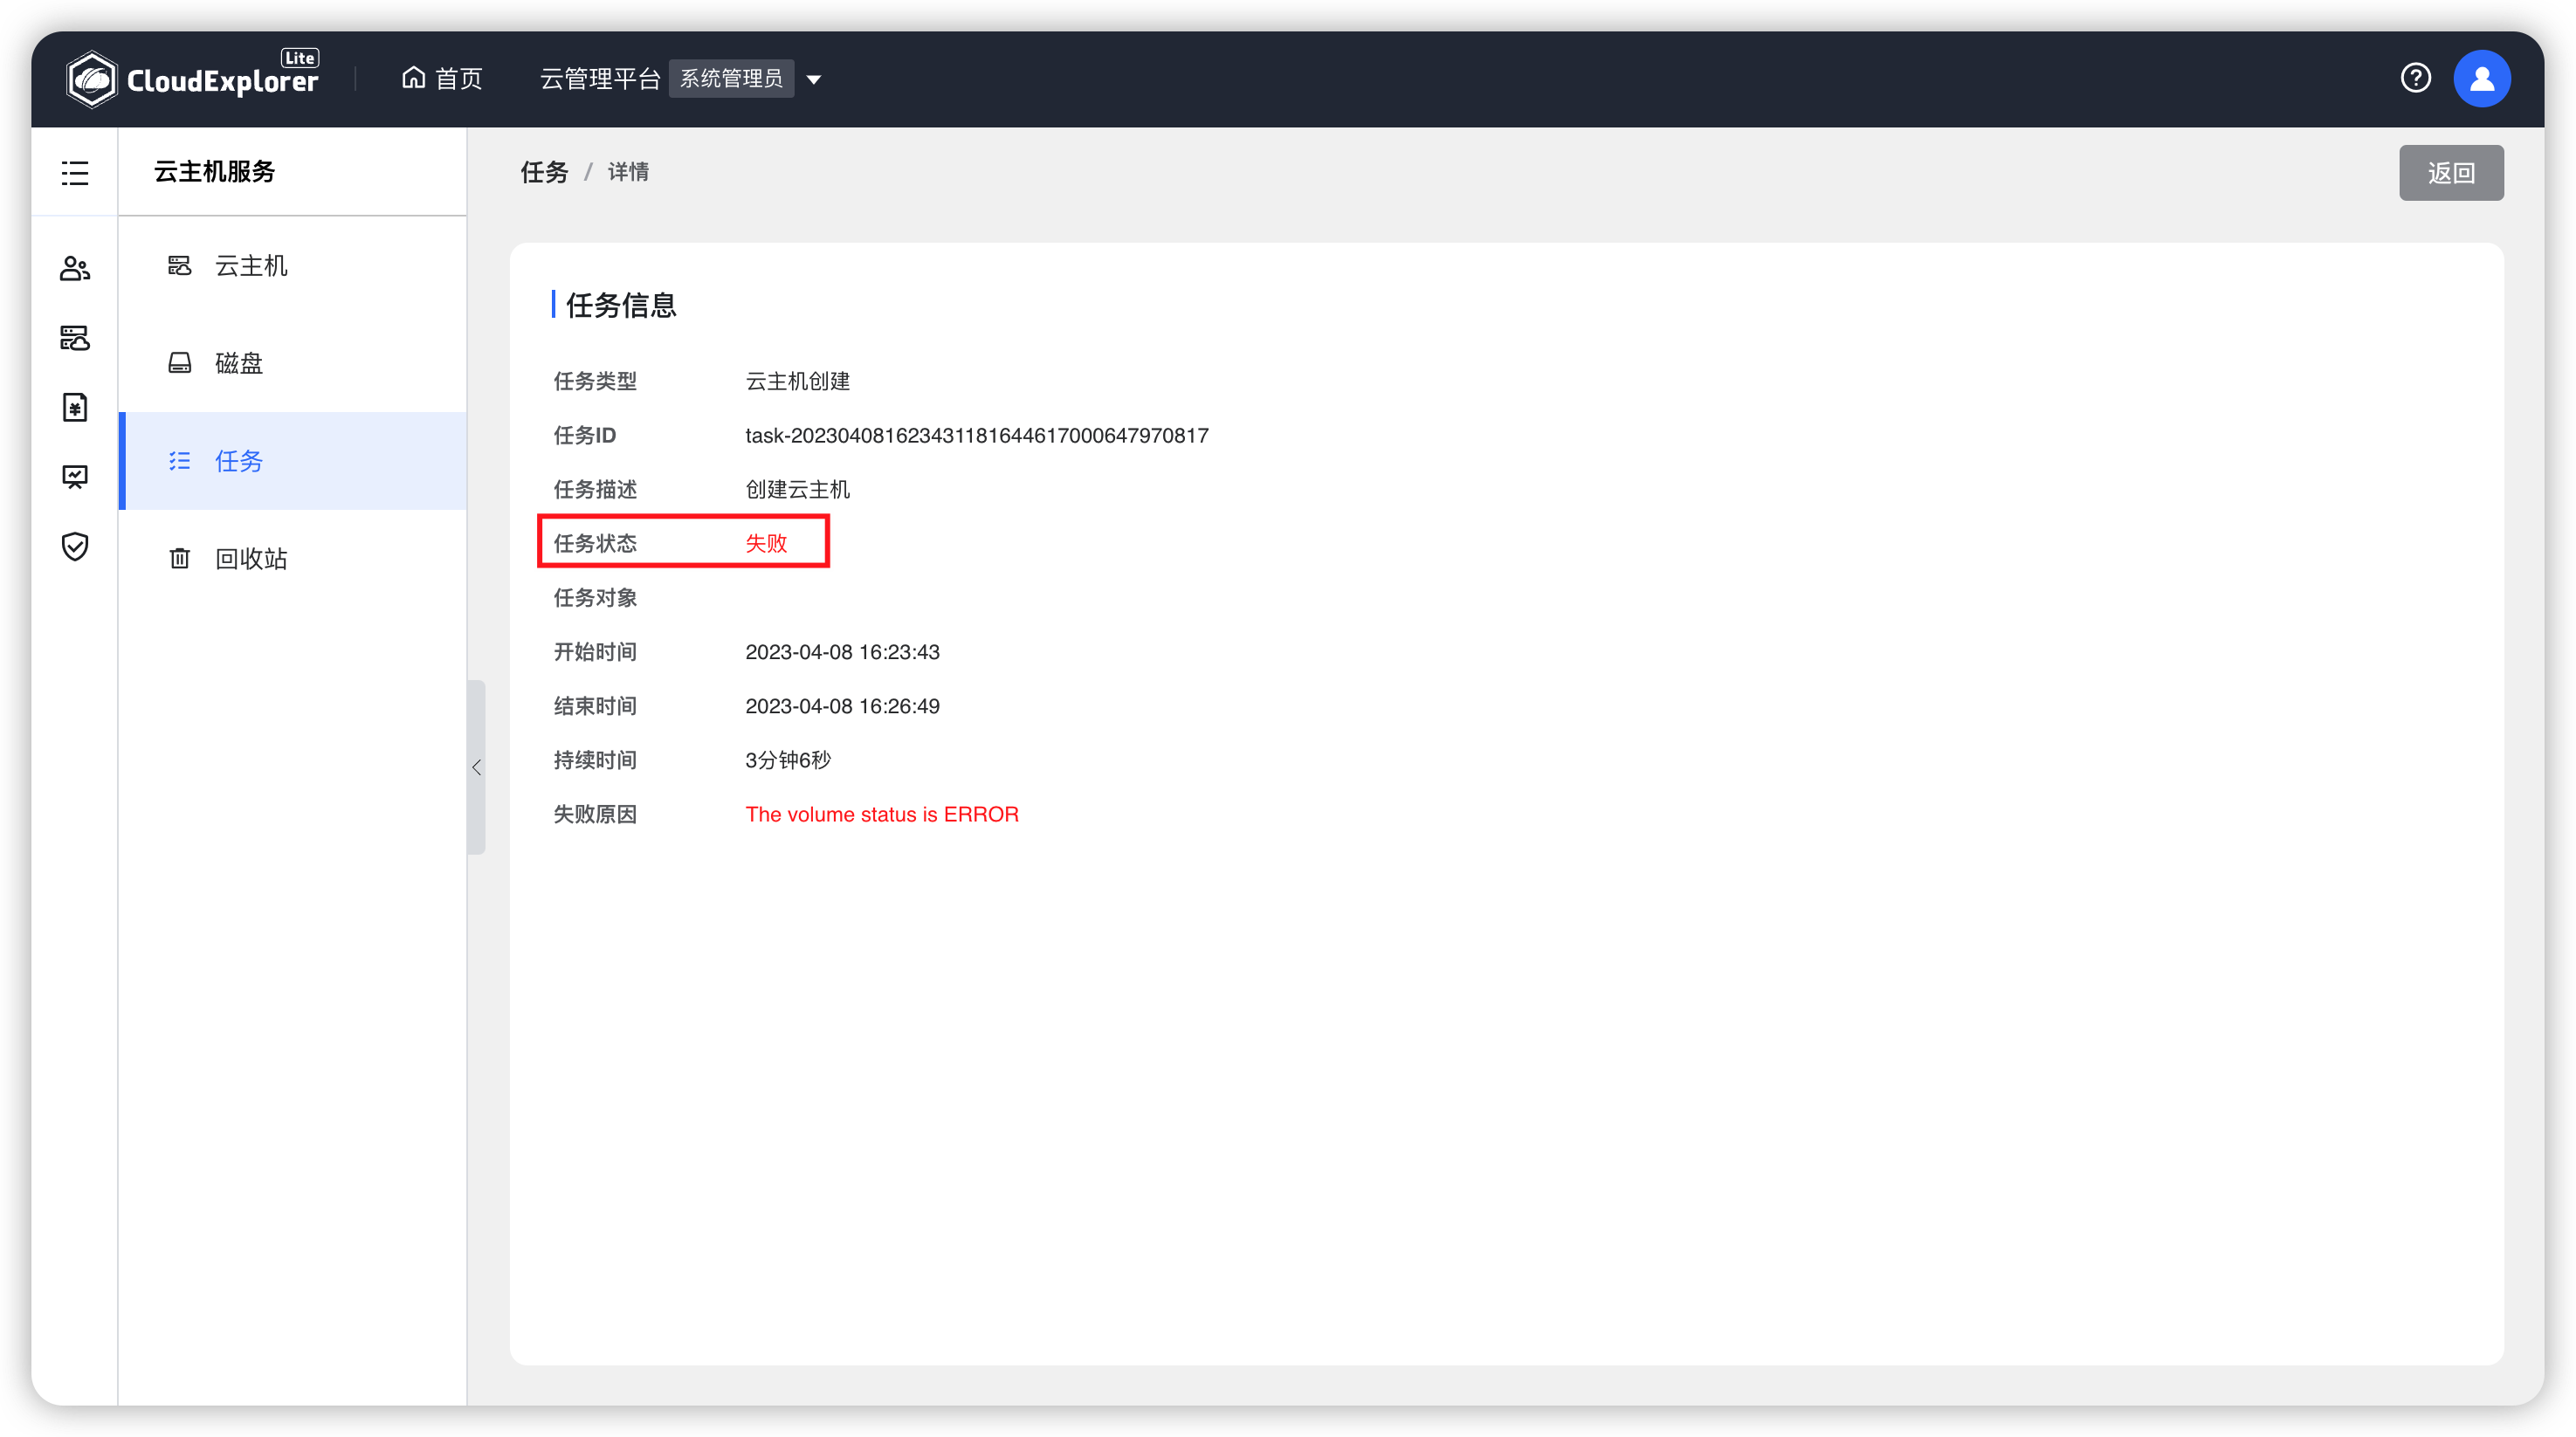 CloudExplorer Lite
首页
云管理平台 系统管理员
云主机服务
云主机
磁盘
任务
回收站
任务 / 详情
返回
任务信息
任务类型 云主机创建
任务ID task-20230408162343118164461700064797​0817
任务描述 创建云主机
任务状态 失败
任务对象
开始时间 2023-04-08 16:23:43
结束时间 2023-04-08 16:26:49
持续时间 3分钟6秒
失败原因 The volume status is ERROR